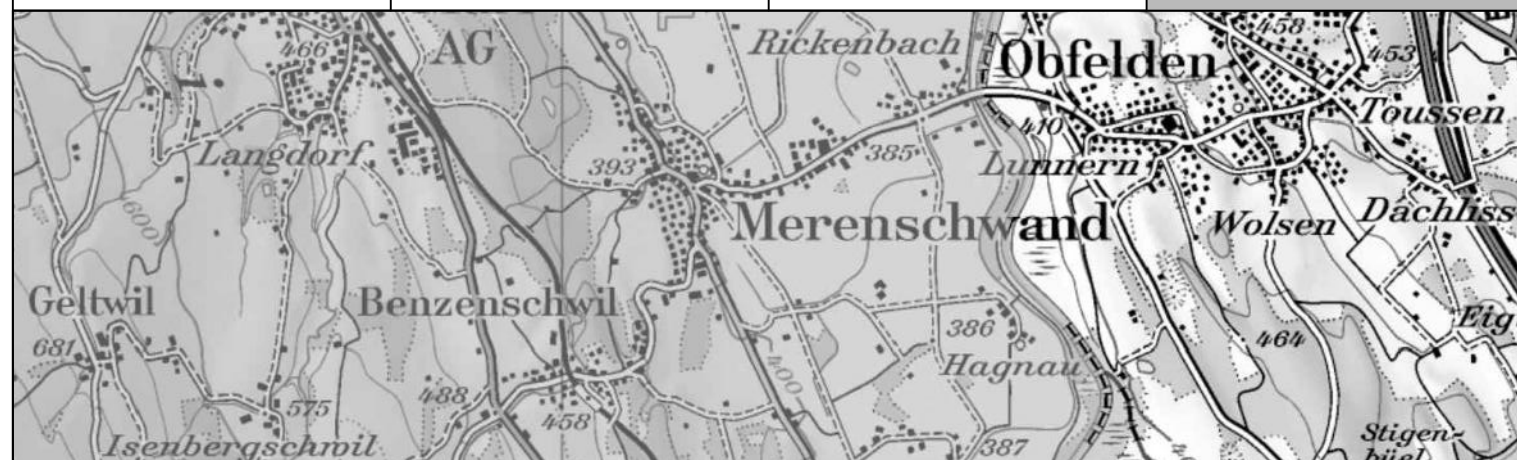 458
466
AG
Rickenbach
Obfelden
453
Toussen
410
Langdorf
393
385
Lunnern
600
Merenschwand
Wolsen
Dachliss
Geltwil
Benzenschwil
386
Eig
681
464
Hagnau
400
488
575
458
Isenbergschwil
387
Stigen-
büel